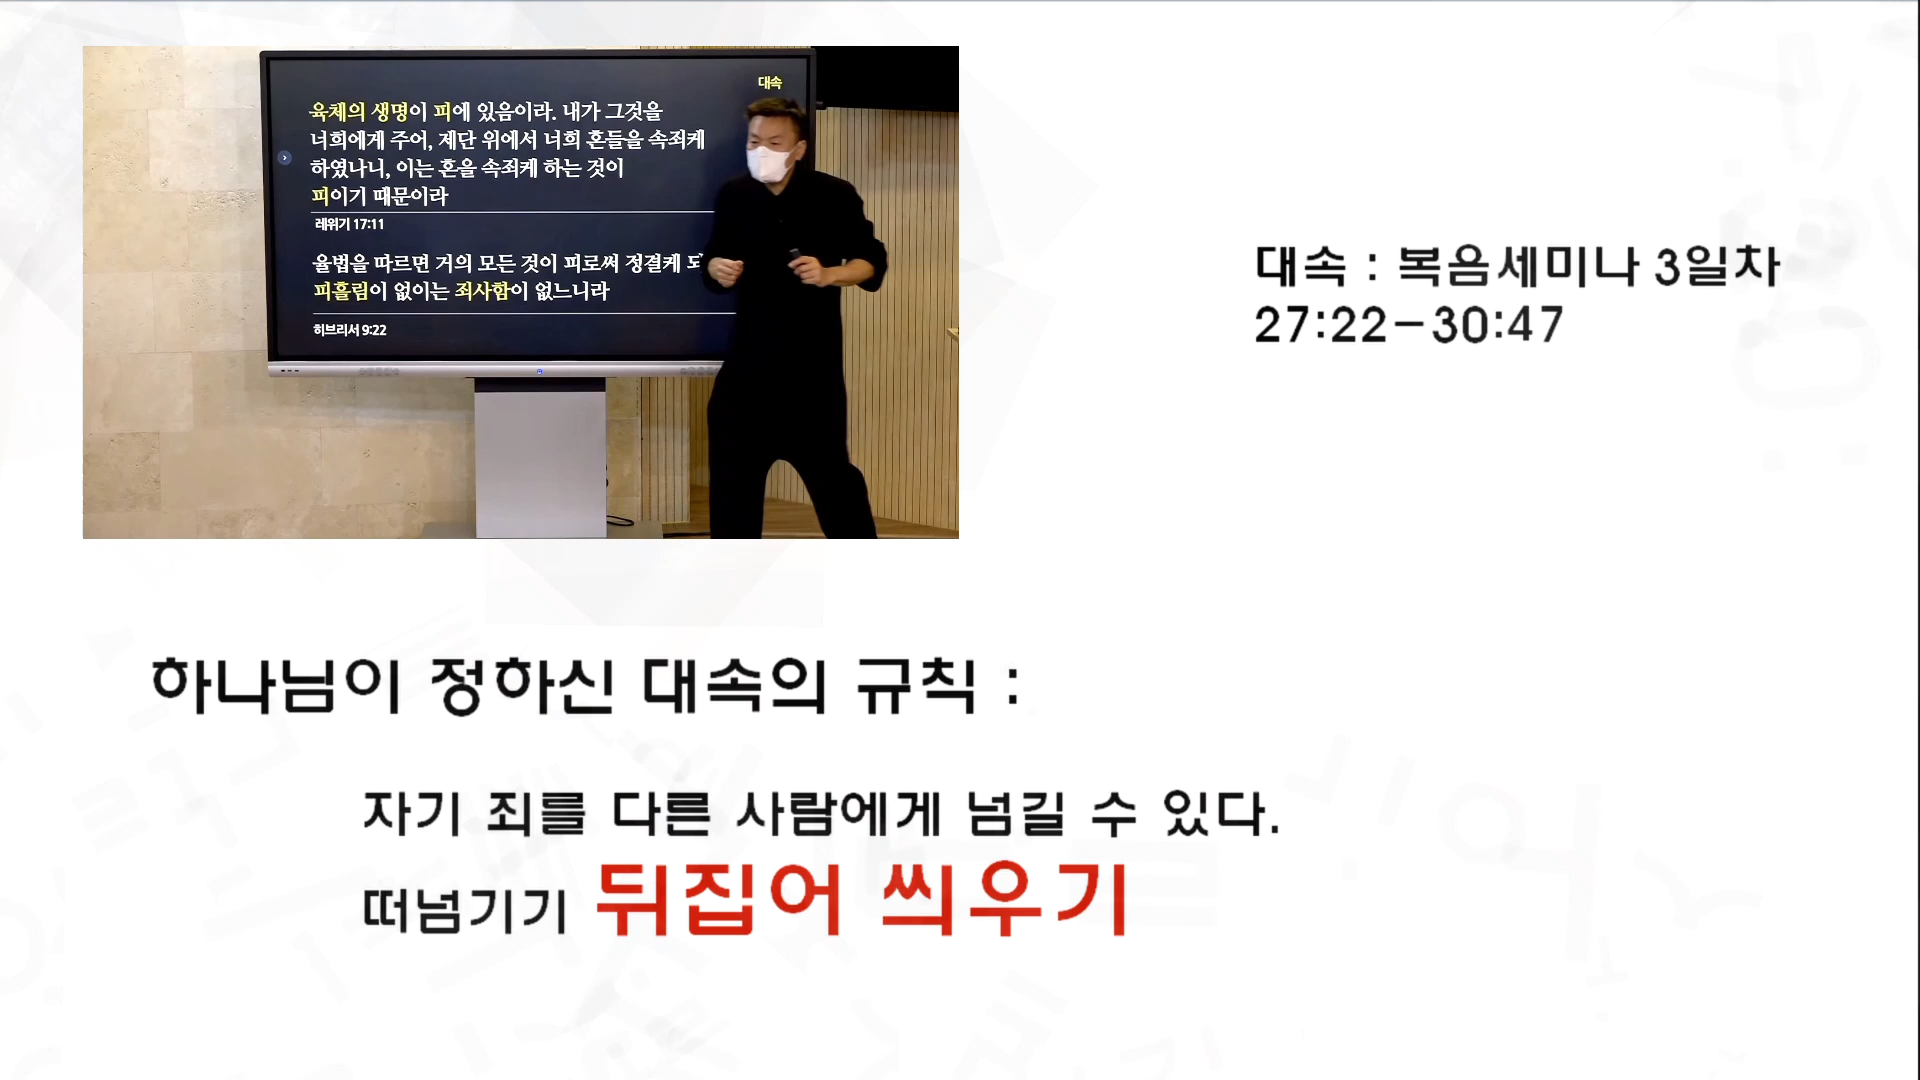 대속
육체의 생명이 피에 있음이라. 내가 그것을
너희에게 주어, 제단 위에서 너희 혼들을 속죄케
하였나니, 이는 혼을 속죄케 하는 것이
피이기 때문이라
레위기 17:11
율법을 따르면 거의 모든 것이 피로써 정결케
피흘림이 없이는 죄사함이 없느니라
히브리서 9:22
대속 : 복음세미나 3일차
27:22-30:47
하나님이 정하신 대속의 규칙 :
자기 죄를 다른 사람에게 넘길 수 있다.
떠넘기기 뒤집어 씌우기